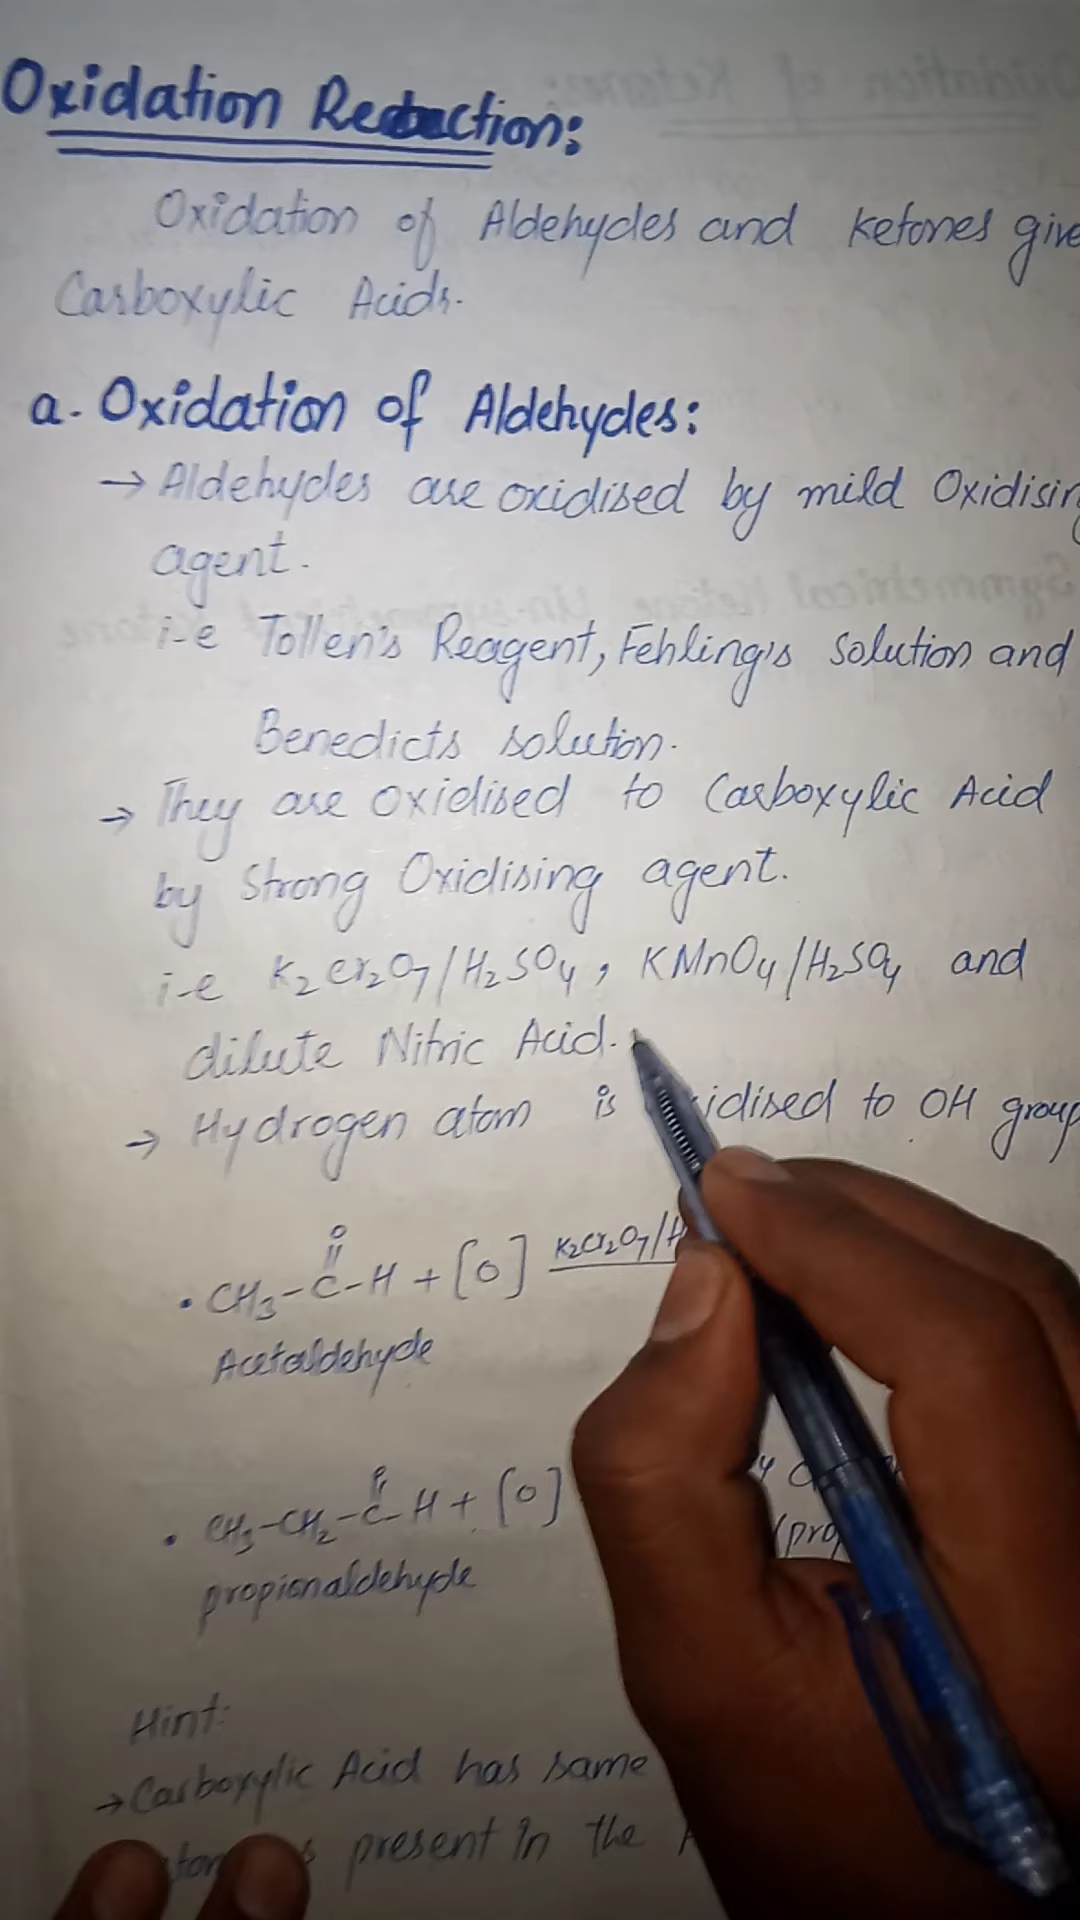 Oxidation Reaction:
Oxidation of Aldehydes and Ketones give
Carboxylic Acids.
a. Oxidation of Aldehydes:
→ Aldehydes are oxidised by mild Oxidisin
agent.
i-e Tollen's Reagent, Fehling's solution and
Benedicts solution.
→ They are oxidised to Carboxylic Acid
by Strong Oxidising agent.
i-e K₂Cr₂O₇/H₂SO₄, KMnO₄/H₂SO₄ and
dilute Nitric Acid.
→ Hydrogen atom is idised to OH group
O
||
• CH₃-C-H + [O] K₂Cr₂O₇/H
Acetaldehyde
O
||
• CH₃-CH₂-C-H + [O]
(prop
propionaldehyde
Hint:
→ Carboxylic Acid has same
present in the